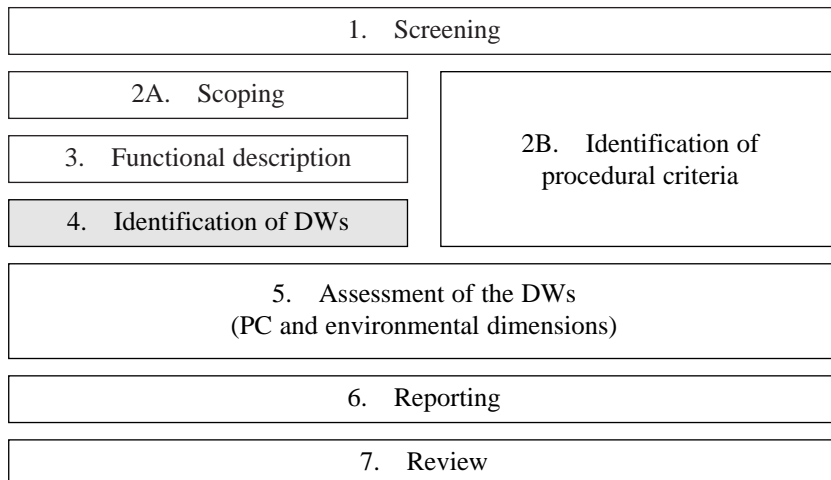 1. Screening
2A. Scoping
3. Functional description
4. Identification of DWs
2B. Identification of
procedural criteria
5. Assessment of the DWs
(PC and environmental dimensions)
6. Reporting
7. Review